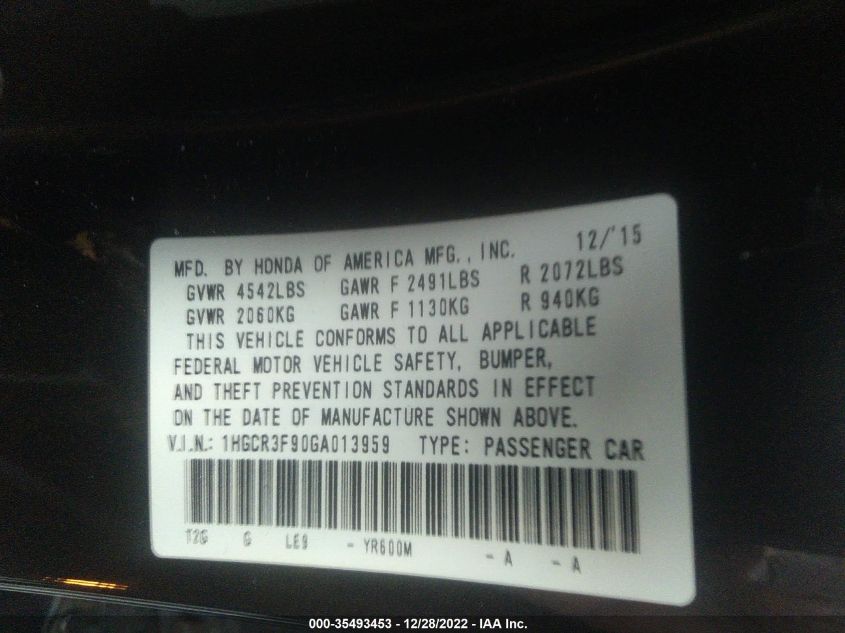 MFD. BY HONDA OF AMERICA MFG., INC. 12/'15
GVWR 4542LBS GAWR F 2491LBS R 2072LBS
GVWR 2060KG GAWR F 1130KG R 940KG
THIS VEHICLE CONFORMS TO ALL APPLICABLE
FEDERAL MOTOR VEHICLE SAFETY, BUMPER,
AND THEFT PREVENTION STANDARDS IN EFFECT
ON THE DATE OF MANUFACTURE SHOWN ABOVE.
V.I.N.: 1HGCR3F90GA013959 TYPE: PASSENGER CAR
T2G G LE9 - YR600M - A - A
000-35493453 - 12/28/2022 - IAA Inc.